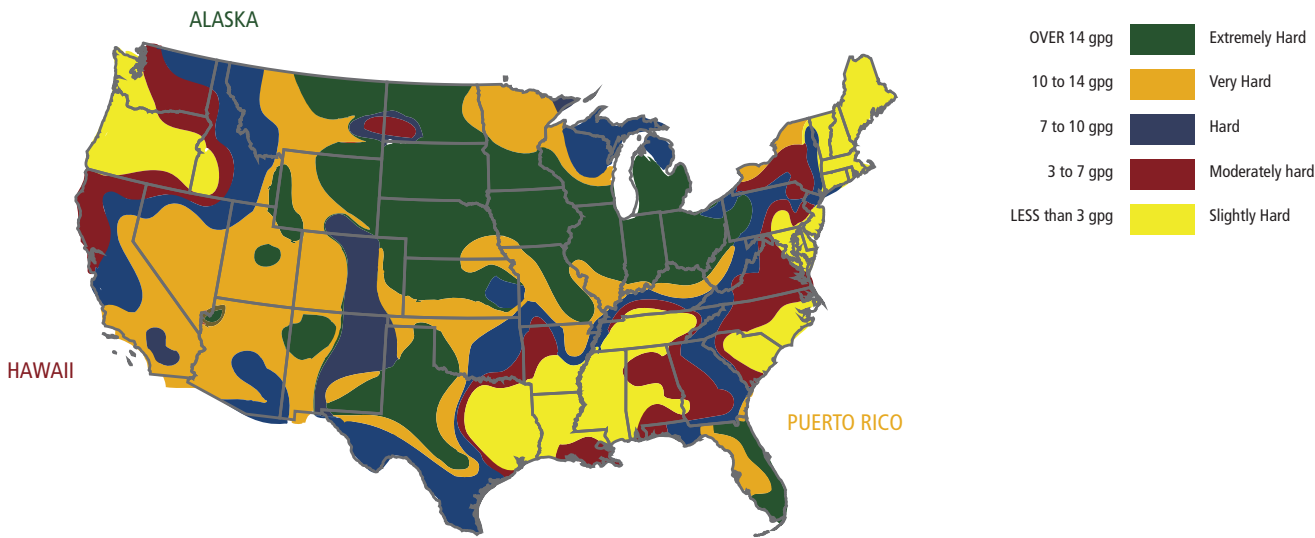 ALASKA
OVER 14 gpg Extremely Hard
10 to 14 gpg Very Hard
7 to 10 gpg Hard
3 to 7 gpg Moderately hard
LESS than 3 gpg Slightly Hard
HAWAII
PUERTO RICO